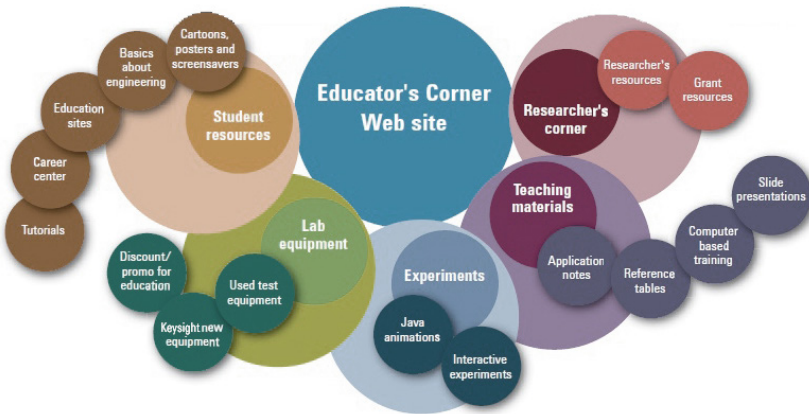 Educator's Corner
Web site
Student
resources
Cartoons,
posters and
screensavers
Basics
about
engineering
Education
sites
Career
center
Tutorials
Lab
equipment
Discount/
promo for
education
Keysight new
equipment
Used test
equipment
Experiments
Java
animations
Interactive
experiments
Teaching
materials
Application
notes
Reference
tables
Computer
based
training
Slide
presentations
Researcher's
corner
Researcher's
resources
Grant
resources